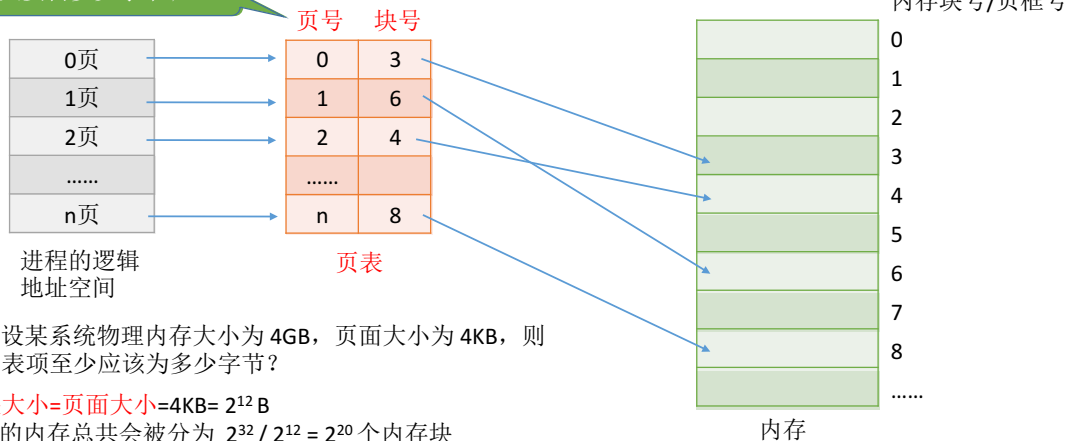 页号 块号
内存块号/页框号
0页
0 3
1页
1 6
2页
2 4
......
......
n页
n 8
0
1
2
3
4
5
6
7
8
......
进程的逻辑
地址空间
页表
内存
设某系统物理内存大小为 4GB，页面大小为 4KB，则
表项至少应该为多少字节？
大小=页面大小=4KB= 2¹² B
的内存总共会被分为 2³² / 2¹² = 2²⁰ 个内存块